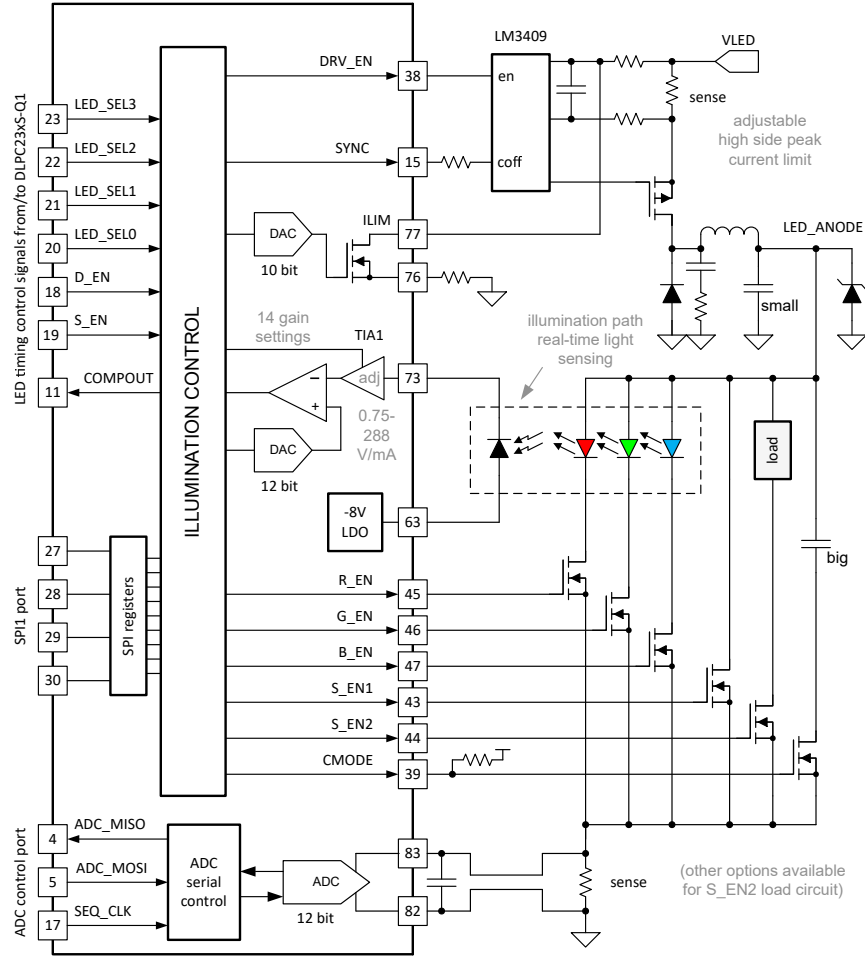 LM3409
VLED
DRV_EN
38
en
LED_SEL3
23
sense
adjustable
high side peak
current limit
LED_SEL2
22
SYNC
15
coff
LED_SEL1
21
LED timing control signals from/to DLPC23xS-Q1
ILLUMINATION CONTROL
LED_SEL0
20
DAC
10 bit
ILIM
77
LED_ANODE
D_EN
18
76
small
S_EN
19
14 gain
settings
TIA1
illumination path
real-time light
sensing
COMPOUT
11
adj
73
−
+
0.75-
288
V/mA
DAC
12 bit
load
-8V
LDO
63
big
SPI1 port
27
28
29
30
SPI registers
R_EN
45
G_EN
46
B_EN
47
S_EN1
43
S_EN2
44
CMODE
39
ADC control port
ADC_MISO
4
ADC_MOSI
5
SEQ_CLK
17
ADC
serial
control
ADC
12 bit
83
82
sense
(other options available
for S_EN2 load circuit)